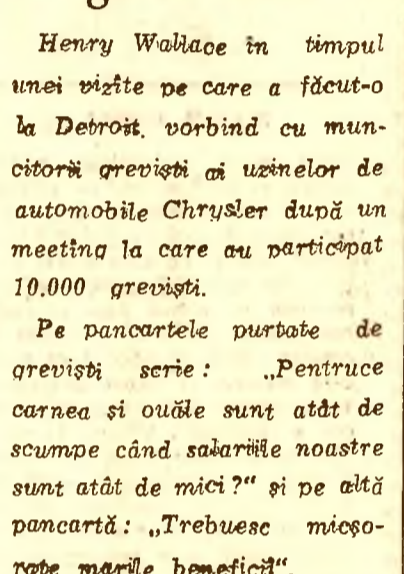 Henry Wallace in timpul
unei vizite pe care a făcut-o
la Detroit, vorbind cu mun-
citorii greviști ai uzinelor de
automobile Chrysler după un
meeting la care au participat
10.000 greviști.
Pe pancartele purtate de
greviști scrie : „Pentruce
carnea și ouăle sunt atât de
scumpe când salariile noastre
sunt atât de mici ?“ și pe altă
pancartă : „Trebuesc micșo-
rate marile beneficii“.